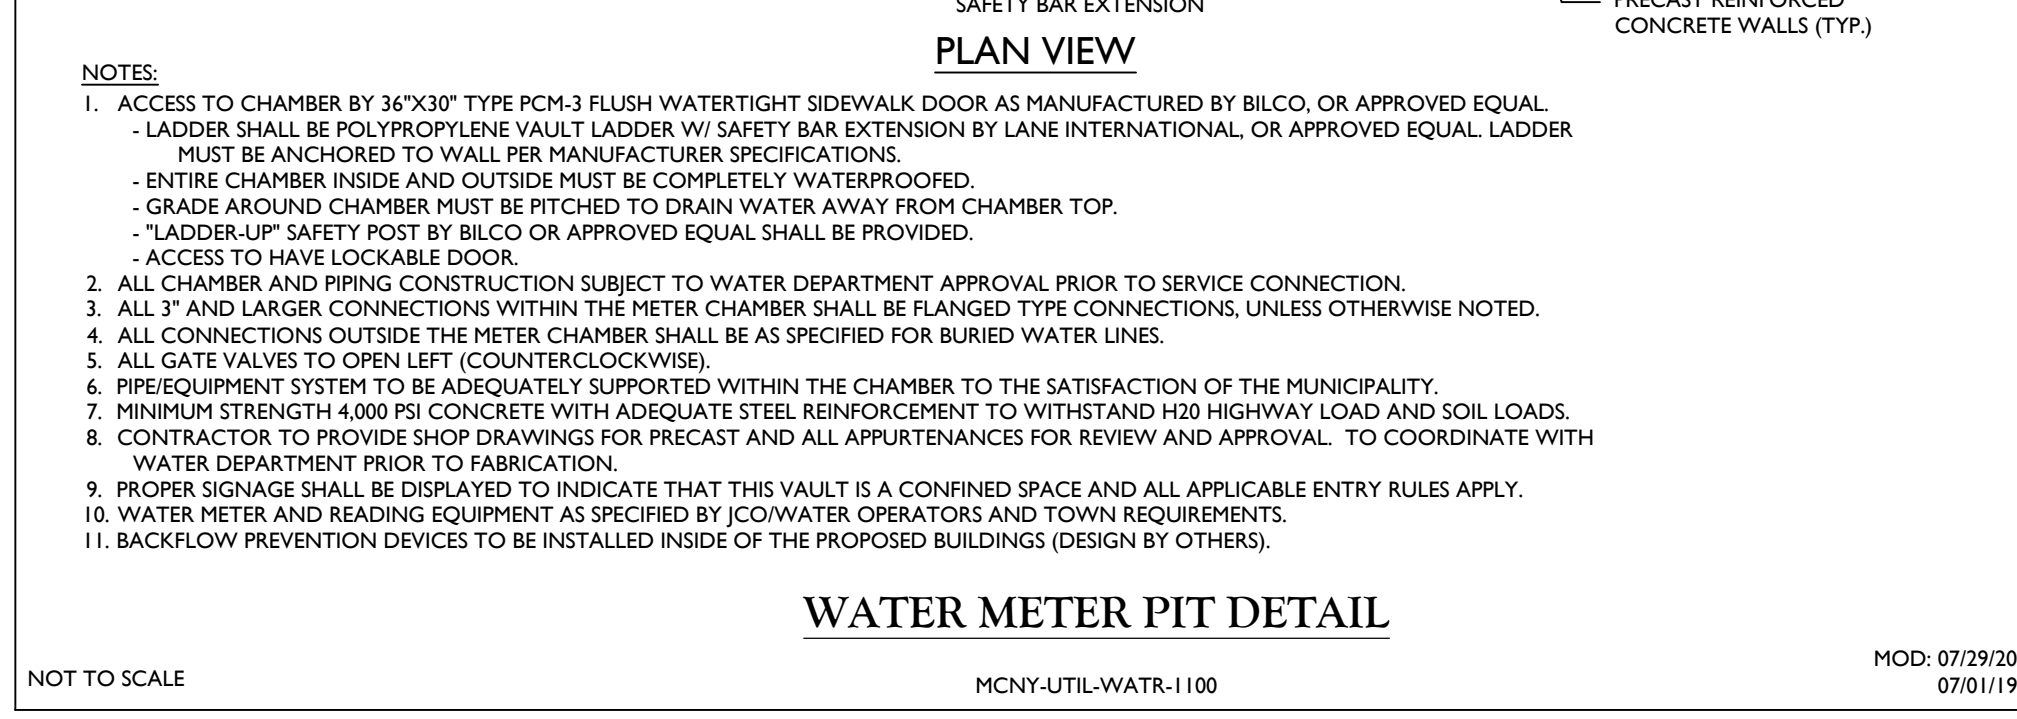 SAFETY BAR EXTENSION
PRECAST REINFORCED
CONCRETE WALLS (TYP.)
PLAN VIEW
NOTES:
1. ACCESS TO CHAMBER BY 36"X30" TYPE PCM-3 FLUSH WATERTIGHT SIDEWALK DOOR AS MANUFACTURED BY BILCO, OR APPROVED EQUAL.
- LADDER SHALL BE POLYPROPYLENE VAULT LADDER W/ SAFETY BAR EXTENSION BY LANE INTERNATIONAL, OR APPROVED EQUAL. LADDER
MUST BE ANCHORED TO WALL PER MANUFACTURER SPECIFICATIONS.
- ENTIRE CHAMBER INSIDE AND OUTSIDE MUST BE COMPLETELY WATERPROOFED.
- GRADE AROUND CHAMBER MUST BE PITCHED TO DRAIN WATER AWAY FROM CHAMBER TOP.
- "LADDER-UP" SAFETY POST BY BILCO OR APPROVED EQUAL SHALL BE PROVIDED.
- ACCESS TO HAVE LOCKABLE DOOR.
2. ALL CHAMBER AND PIPING CONSTRUCTION SUBJECT TO WATER DEPARTMENT APPROVAL PRIOR TO SERVICE CONNECTION.
3. ALL 3" AND LARGER CONNECTIONS WITHIN THE METER CHAMBER SHALL BE FLANGED TYPE CONNECTIONS, UNLESS OTHERWISE NOTED.
4. ALL CONNECTIONS OUTSIDE THE METER CHAMBER SHALL BE AS SPECIFIED FOR BURIED WATER LINES.
5. ALL GATE VALVES TO OPEN LEFT (COUNTERCLOCKWISE).
6. PIPE/EQUIPMENT SYSTEM TO BE ADEQUATELY SUPPORTED WITHIN THE CHAMBER TO THE SATISFACTION OF THE MUNICIPALITY.
7. MINIMUM STRENGTH 4,000 PSI CONCRETE WITH ADEQUATE STEEL REINFORCEMENT TO WITHSTAND H20 HIGHWAY LOAD AND SOIL LOADS.
8. CONTRACTOR TO PROVIDE SHOP DRAWINGS FOR PRECAST AND ALL APPURTENANCES FOR REVIEW AND APPROVAL. TO COORDINATE WITH
WATER DEPARTMENT PRIOR TO FABRICATION.
9. PROPER SIGNAGE SHALL BE DISPLAYED TO INDICATE THAT THIS VAULT IS A CONFINED SPACE AND ALL APPLICABLE ENTRY RULES APPLY.
10. WATER METER AND READING EQUIPMENT AS SPECIFIED BY JCO/WATER OPERATORS AND TOWN REQUIREMENTS.
11. BACKFLOW PREVENTION DEVICES TO BE INSTALLED INSIDE OF THE PROPOSED BUILDINGS (DESIGN BY OTHERS).
WATER METER PIT DETAIL
NOT TO SCALE
MCNY-UTIL-WATR-1100
MOD: 07/29/20
07/01/19